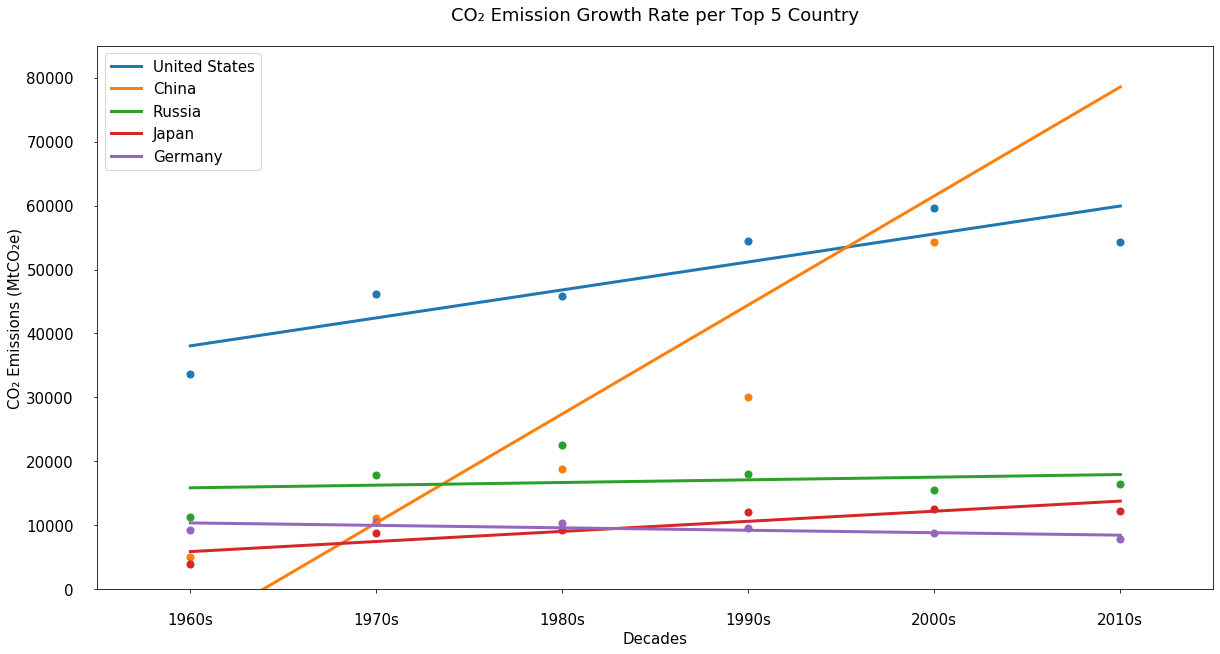 CO₂ Emission Growth Rate per Top 5 Country
United States
China
Russia
Japan
Germany
CO₂ Emissions (MtCO₂e)
80000
70000
60000
50000
40000
30000
20000
10000
0
1960s 1970s 1980s 1990s 2000s 2010s
Decades